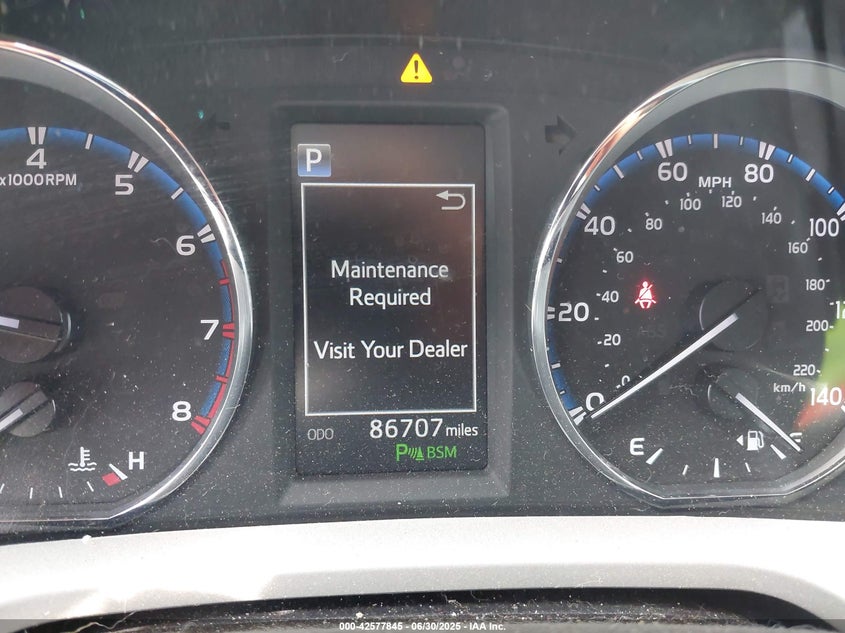 4
x1000RPM
5
6
7
8
H
P
Maintenance
Required
Visit Your Dealer
ODO 86707 miles
P BSM
MPH
km/h
0
20
40
60
80
100
140
0
20
40
60
80
100
120
140
160
180
200
220
E
000-42577845 - 06/30/2025 - IAA Inc.